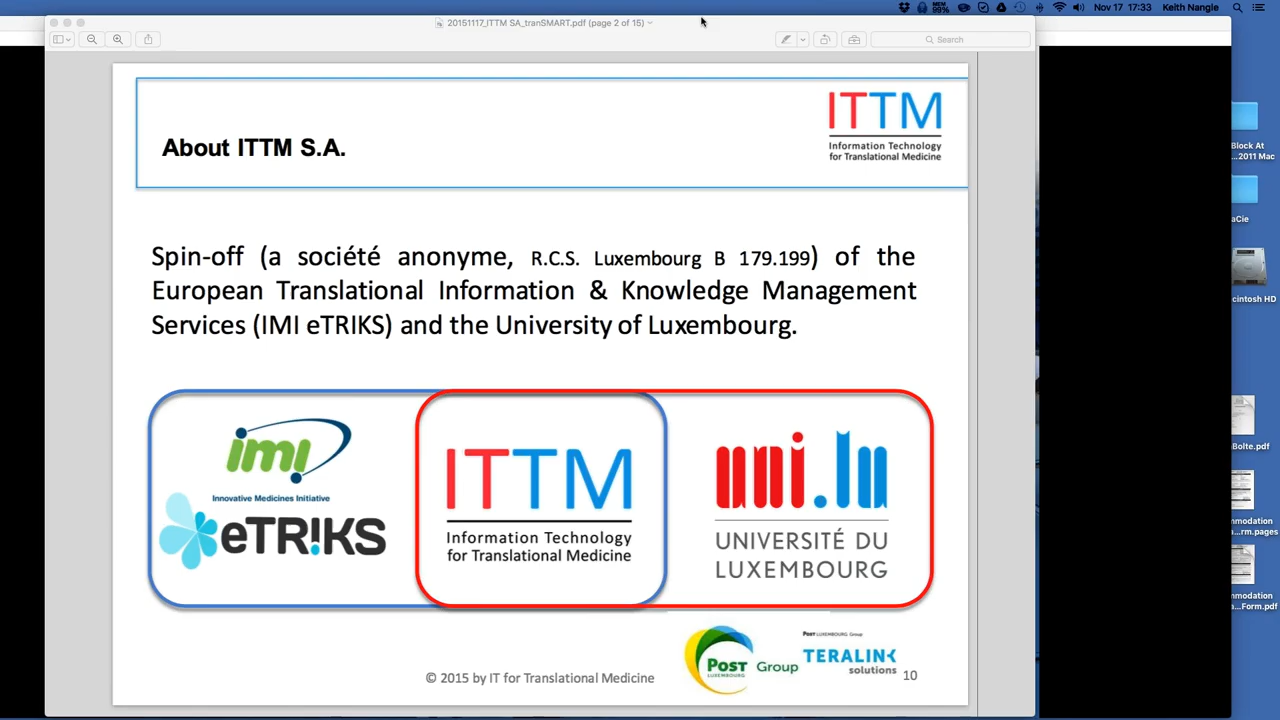 MEM
99%
Nov 17 17:33 Keith Nangle
20151117_ITTM SA_tranSMART.pdf (page 2 of 15)
Search
ITTM
Information Technology
for Translational Medicine
About ITTM S.A.
Spin-off (a société anonyme, R.C.S. Luxembourg B 179.199) of the
European Translational Information & Knowledge Management
Services (IMI eTRIKS) and the University of Luxembourg.
imi
Innovative Medicines Initiative
eTR!KS
ITTM
Information Technology
for Translational Medicine
uni.lu
UNIVERSITÉ DU
LUXEMBOURG
POST
LUXEMBOURG
Group
POST LUXEMBOURG Group
TERALINK
solutions
© 2015 by IT for Translational Medicine
10
Block At
...2011 Mac
aCie
cintosh HD
Bolte.pdf
mmodation
rm.pages
mmodation
Form.pdf